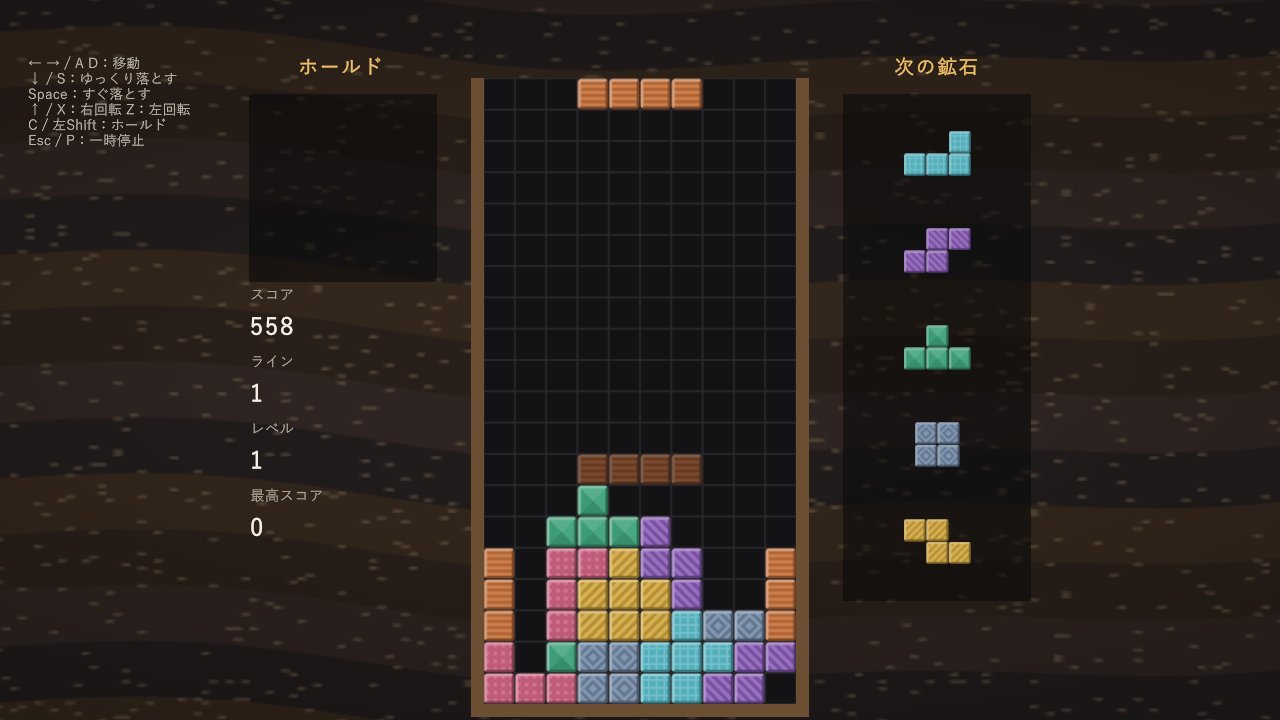 ← → / A D：移動
↓ / S：ゆっくり落とす
Space：すぐ落とす
↑ / X：右回転 Z：左回転
C / 左Shift：ホールド
Esc / P：一時停止
ホールド
スコア
558
ライン
1
レベル
1
最高スコア
0
次の鉱石